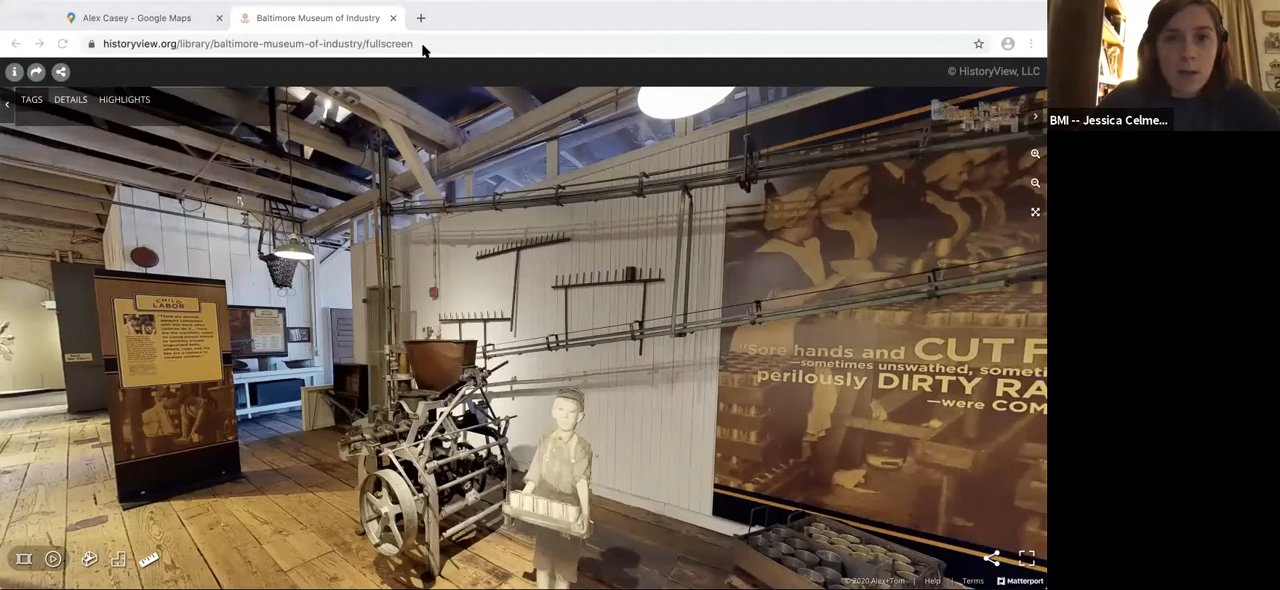 Alex Casey - Google Maps
Baltimore Museum of Industry
historyview.org/library/baltimore-museum-of-industry/fullscreen
© HistoryView, LLC
TAGS DETAILS HIGHLIGHTS
BMI -- Jessica Celme...
CHILD
LABOR
"Sore hands and CUT F
—sometimes unswathed, someti
perilously DIRTY RA
—were COM
© 2020 Alex+Tom | Help | Terms Matterport